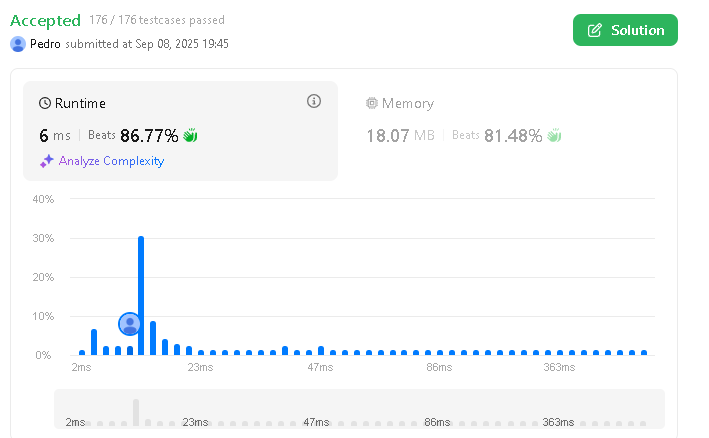 Accepted 176 / 176 testcases passed
Pedro submitted at Sep 08, 2025 19:45
Solution
Runtime
6 ms | Beats 86.77%
Analyze Complexity
Memory
18.07 MB | Beats 81.48%
40%
30%
20%
10%
0%
2ms 23ms 47ms 86ms 363ms
2ms 23ms 47ms 86ms 363ms